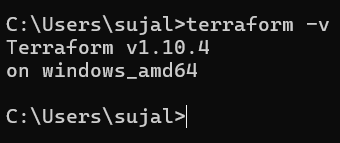 C:\Users\sujal>terraform -v
Terraform v1.10.4
on windows_amd64
C:\Users\sujal>